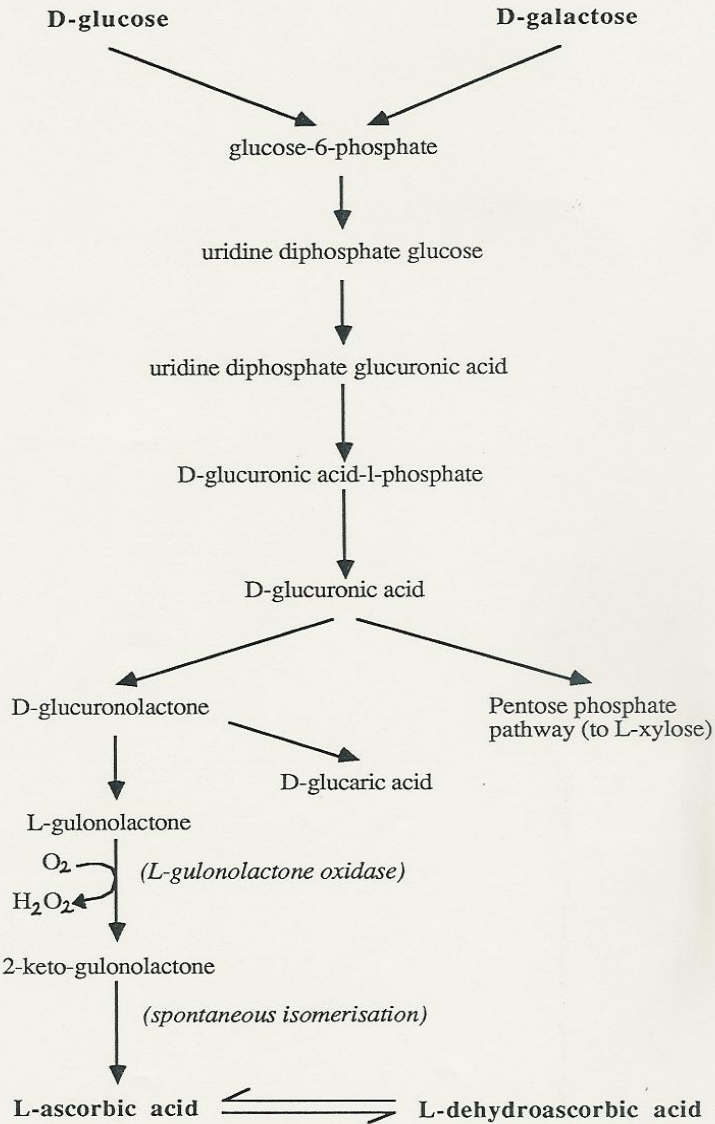 D-glucose
D-galactose
glucose-6-phosphate
uridine diphosphate glucose
uridine diphosphate glucuronic acid
D-glucuronic acid-1-phosphate
D-glucuronic acid
D-glucuronolactone
Pentose phosphate
pathway (to L-xylose)
D-glucaric acid
L-gulonolactone
O₂
(L-gulonolactone oxidase)
H₂O₂
2-keto-gulonolactone
(spontaneous isomerisation)
L-ascorbic acid
L-dehydroascorbic acid